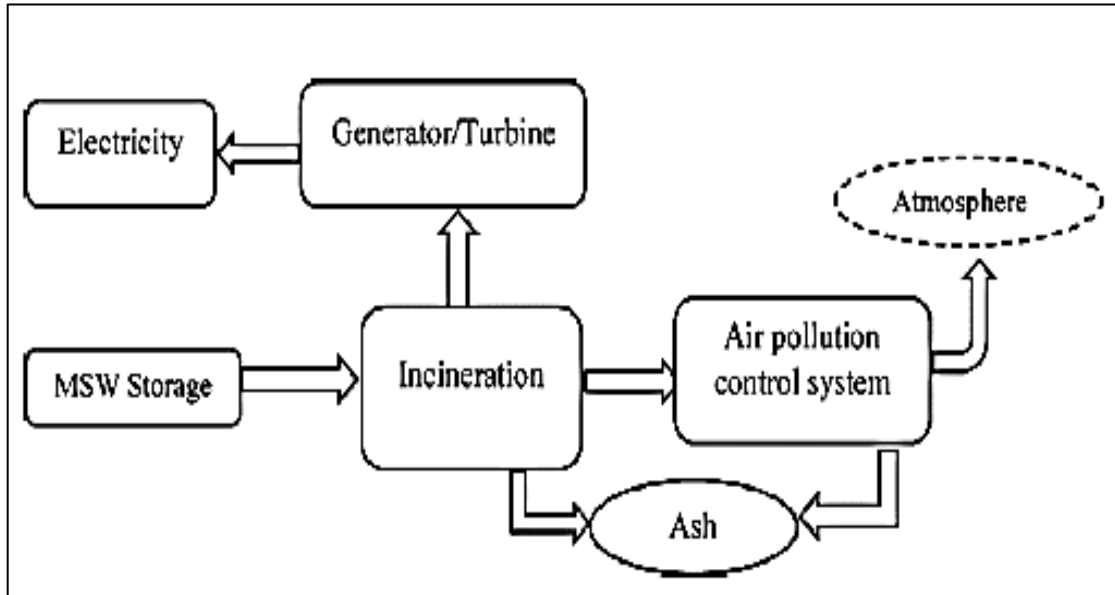 Electricity
Generator/Turbine
Atmosphere
MSW Storage
Incineration
Air pollution
control system
Ash